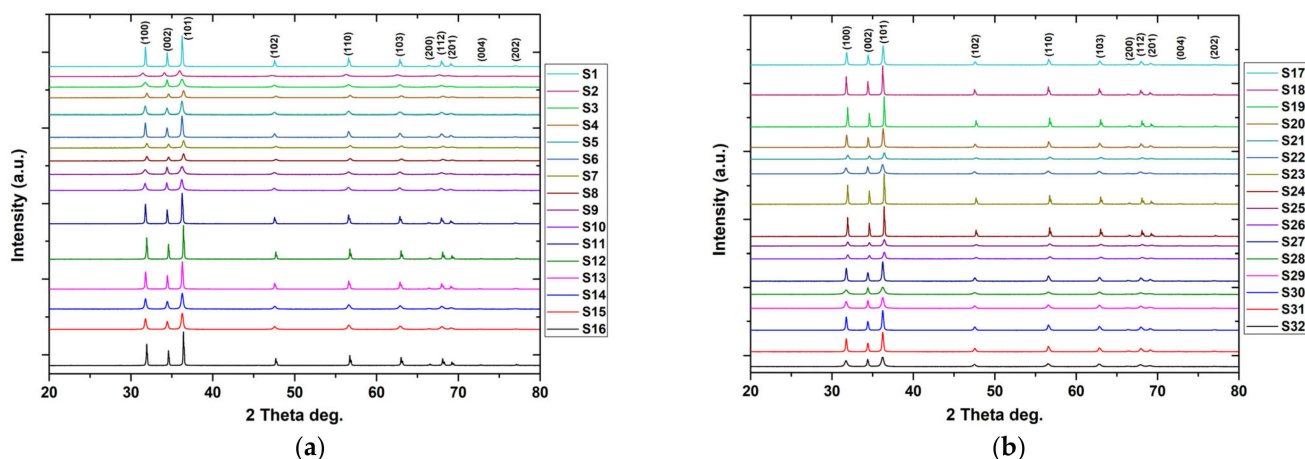 (100)
(002)
(101)
(102)
(110)
(103)
(200)
(112)
(201)
(004)
(202)
Intensity (a.u.)
S1
S2
S3
S4
S5
S6
S7
S8
S9
S10
S11
S12
S13
S14
S15
S16
20 30 40 50 60 70 80
2 Theta deg.
(a)
(100)
(002)
(101)
(102)
(110)
(103)
(200)
(112)
(201)
(004)
(202)
Intensity (a.u.)
S17
S18
S19
S20
S21
S22
S23
S24
S25
S26
S27
S28
S29
S30
S31
S32
20 30 40 50 60 70 80
2 Theta deg.
(b)